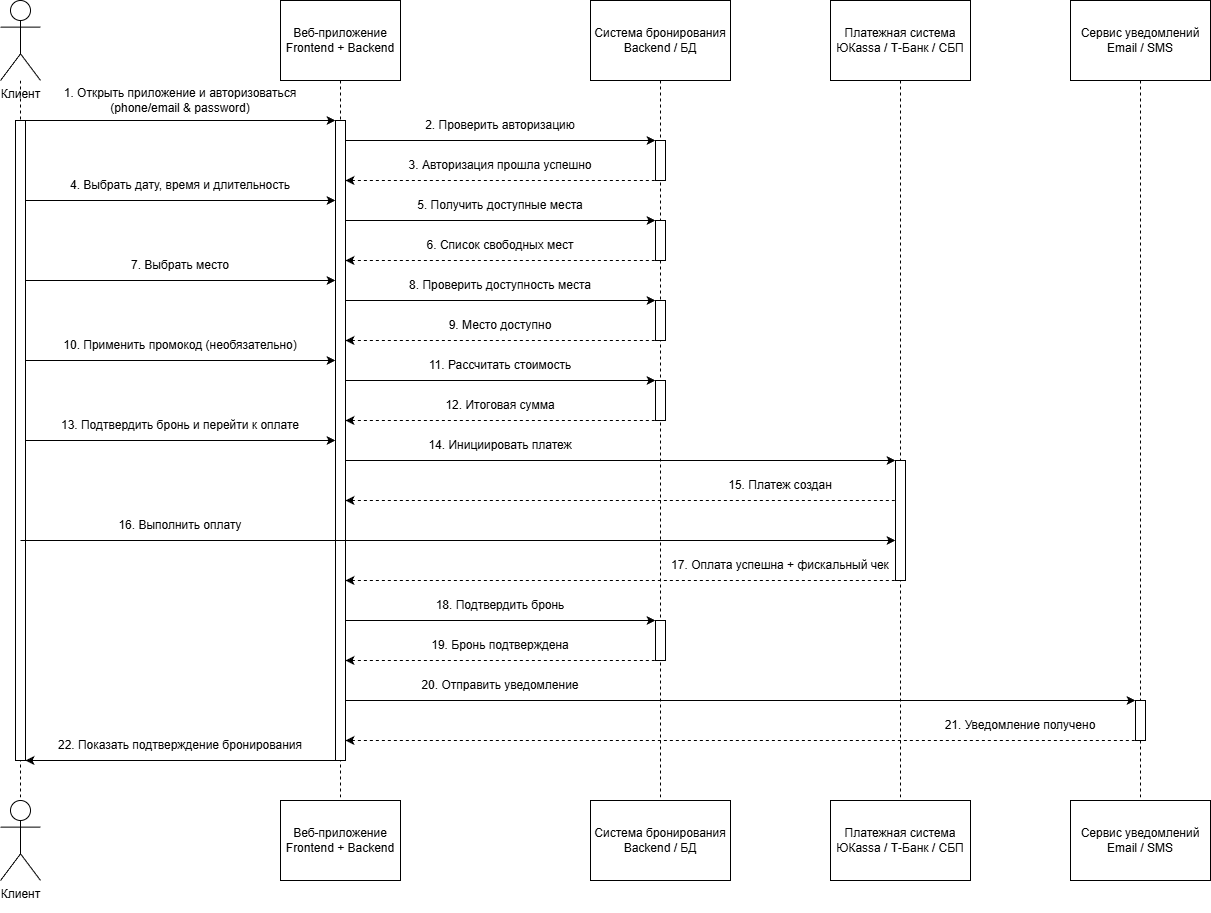 Веб-приложение
Frontend + Backend
Система бронирования
Backend / БД
Платежная система
ЮKassa / Т-Банк / СБП
Сервис уведомлений
Email / SMS
Клиент
1. Открыть приложение и авторизоваться
(phone/email & password)
2. Проверить авторизацию
3. Авторизация прошла успешно
4. Выбрать дату, время и длительность
5. Получить доступные места
6. Список свободных мест
7. Выбрать место
8. Проверить доступность места
9. Место доступно
10. Применить промокод (необязательно)
11. Рассчитать стоимость
12. Итоговая сумма
13. Подтвердить бронь и перейти к оплате
14. Инициировать платеж
15. Платеж создан
16. Выполнить оплату
17. Оплата успешна + фискальный чек
18. Подтвердить бронь
19. Бронь подтверждена
20. Отправить уведомление
21. Уведомление получено
22. Показать подтверждение бронирования
Веб-приложение
Frontend + Backend
Система бронирования
Backend / БД
Платежная система
ЮKassa / Т-Банк / СБП
Сервис уведомлений
Email / SMS
Клиент